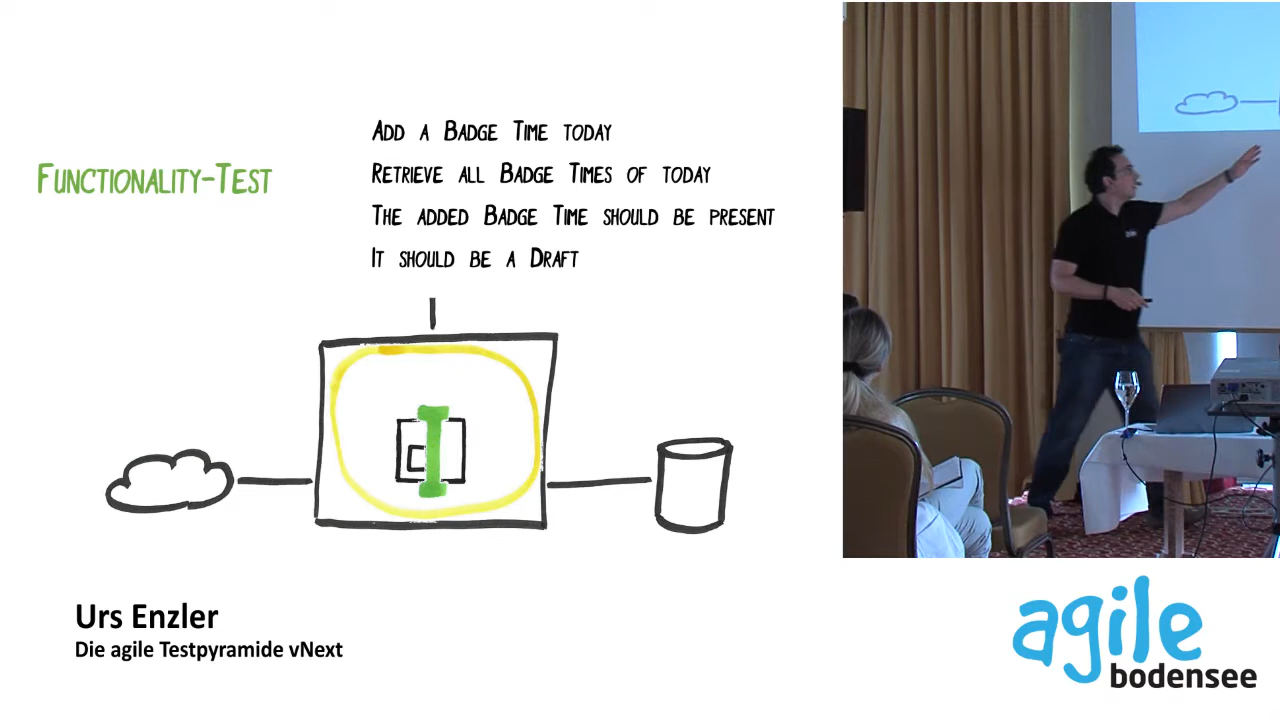 Functionality-Test
Add a Badge Time today
Retrieve all Badge Times of today
The added Badge Time should be present
It should be a Draft
Urs Enzler
Die agile Testpyramide vNext
agile
bodensee